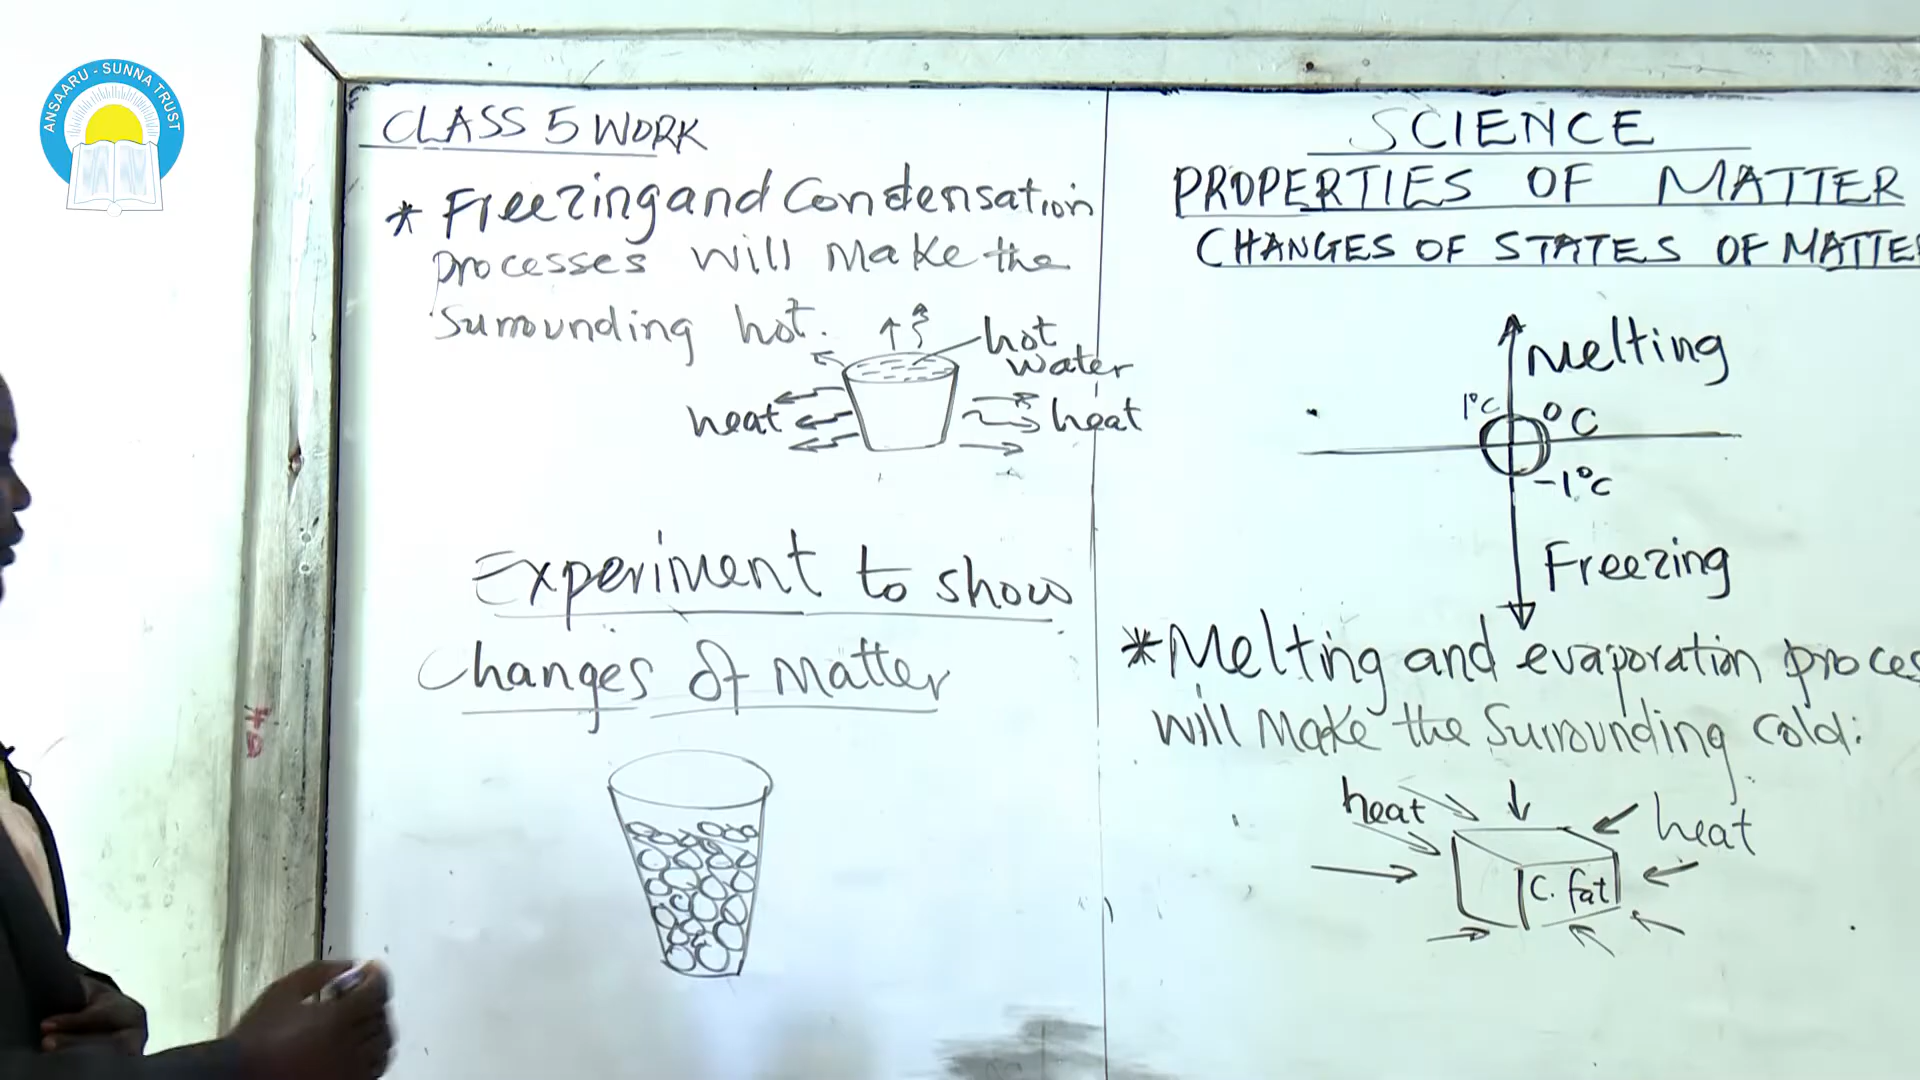 ANSAARU - SUNNA TRUST
CLASS 5 WORK
* Freezing and Condensation
processes will make the
surrounding hot.
hot
water
heat
heat
Experiment to show
Changes of matter
SCIENCE
PROPERTIES OF MATTER
CHANGES OF STATES OF MATTE
Melting
1°C
°C
-1°C
Freezing
* Melting and evaporation proces
will make the surrounding cold:
heat
heat
C. fat